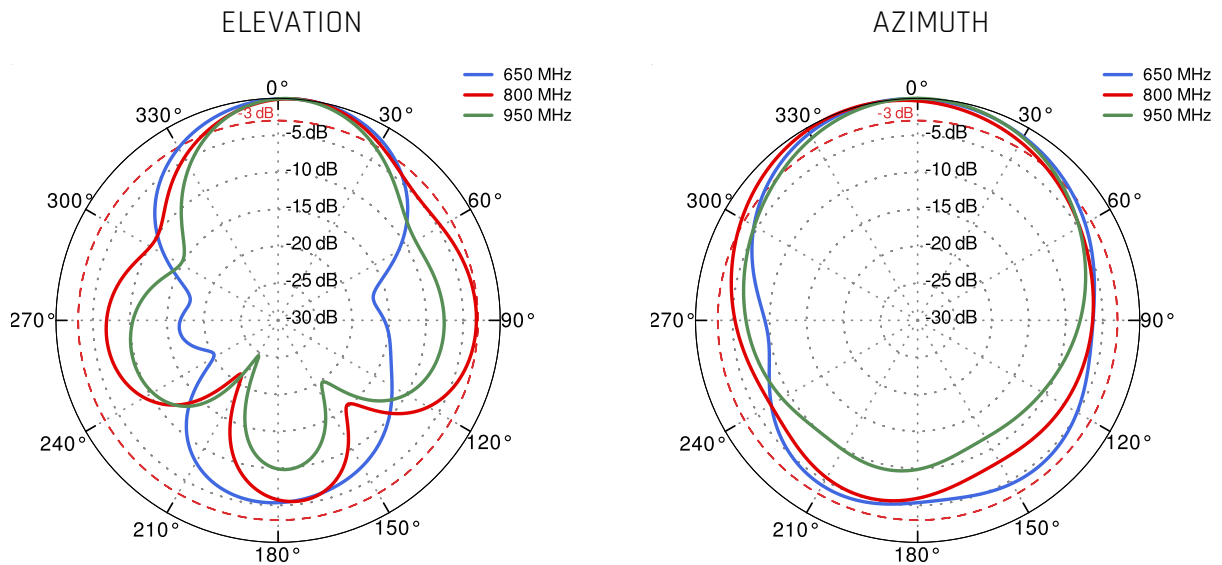 ELEVATION
650 MHz
800 MHz
950 MHz
0°
-3 dB
330°
30°
-5 dB
-10 dB
300°
60°
-15 dB
-20 dB
-25 dB
-30 dB
270°
90°
240°
120°
210°
150°
180°
AZIMUTH
650 MHz
800 MHz
950 MHz
0°
-3 dB
330°
30°
-5 dB
-10 dB
300°
60°
-15 dB
-20 dB
-25 dB
-30 dB
270°
90°
240°
120°
210°
150°
180°